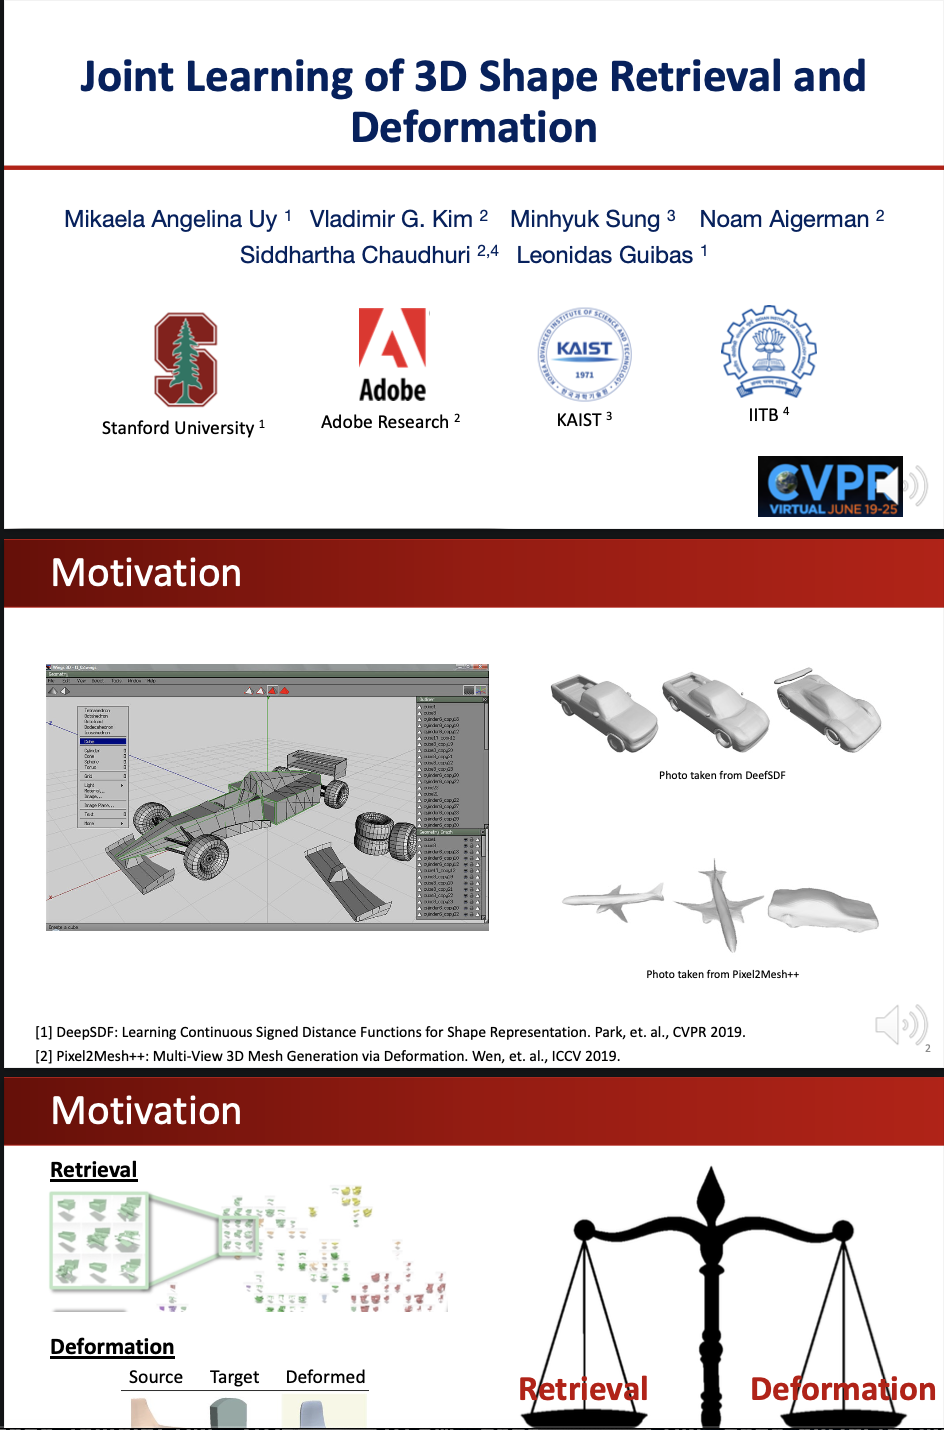 Joint Learning of 3D Shape Retrieval and
Deformation
Mikaela Angelina Uy 1 Vladimir G. Kim 2 Minhyuk Sung 3 Noam Aigerman 2
Siddhartha Chaudhuri 2,4 Leonidas Guibas 1
KAIST
1971
Adobe
Stanford University 1
Adobe Research 2
KAIST 3
IITB 4
CVPR
VIRTUAL JUNE 19-25
Motivation
Photo taken from DeefSDF
Photo taken from Pixel2Mesh++
[1] DeepSDF: Learning Continuous Signed Distance Functions for Shape Representation. Park, et. al., CVPR 2019.
[2] Pixel2Mesh++: Multi-View 3D Mesh Generation via Deformation. Wen, et. al., ICCV 2019.
2
Motivation
Retrieval
Deformation
Source Target Deformed
Retrieval Deformation